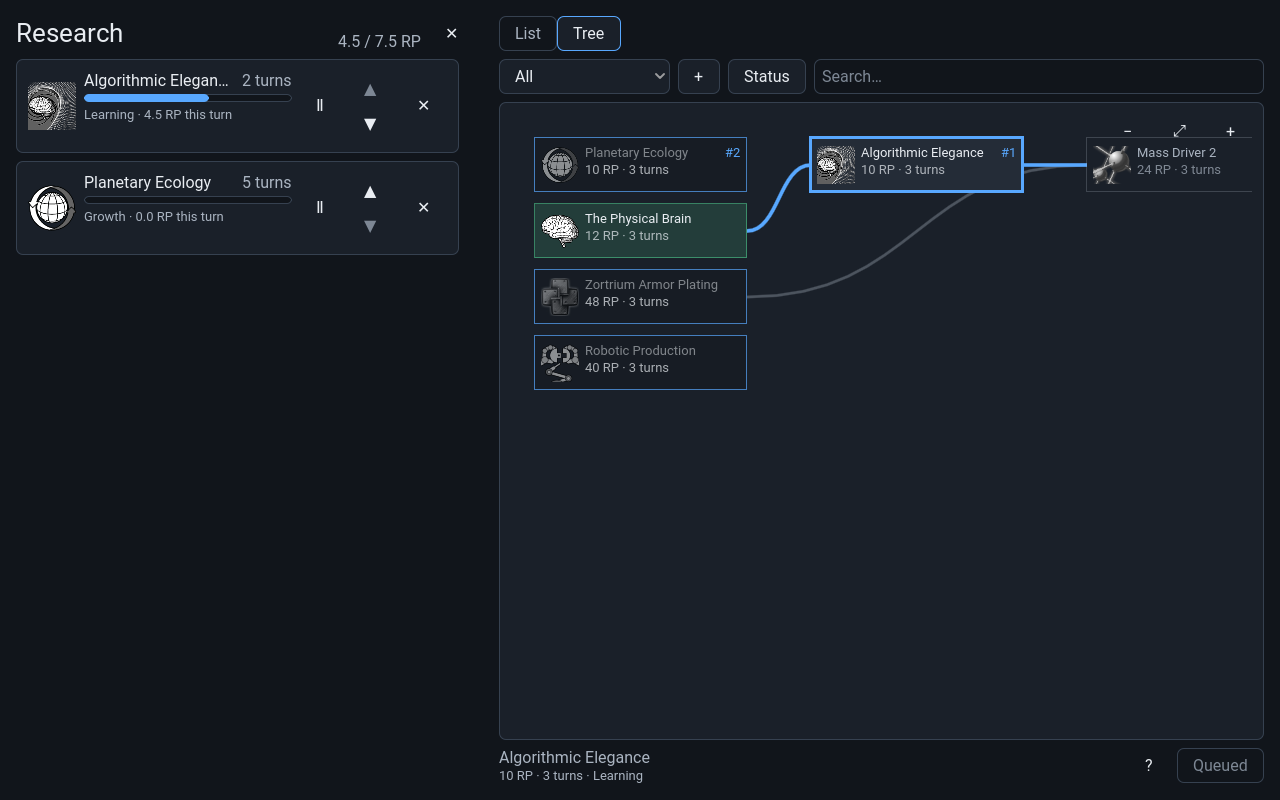 Research
4.5 / 7.5 RP
✕
Algorithmic Elegan… 2 turns
Learning · 4.5 RP this turn
Planetary Ecology 5 turns
Growth · 0.0 RP this turn
List
Tree
All
+
Status
Search…
Planetary Ecology #2
10 RP · 3 turns
The Physical Brain
12 RP · 3 turns
Zortrium Armor Plating
48 RP · 3 turns
Robotic Production
40 RP · 3 turns
Algorithmic Elegance #1
10 RP · 3 turns
Mass Driver 2
24 RP · 3 turns
Algorithmic Elegance
10 RP · 3 turns · Learning
?
Queued